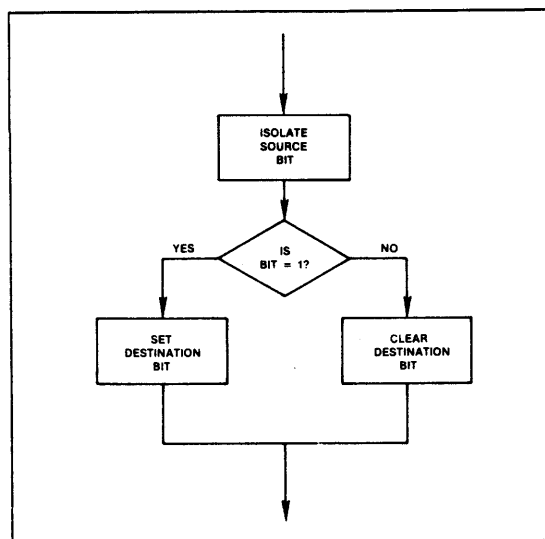 ISOLATE
SOURCE
BIT
YES
IS
BIT = 1?
NO
SET
DESTINATION
BIT
CLEAR
DESTINATION
BIT